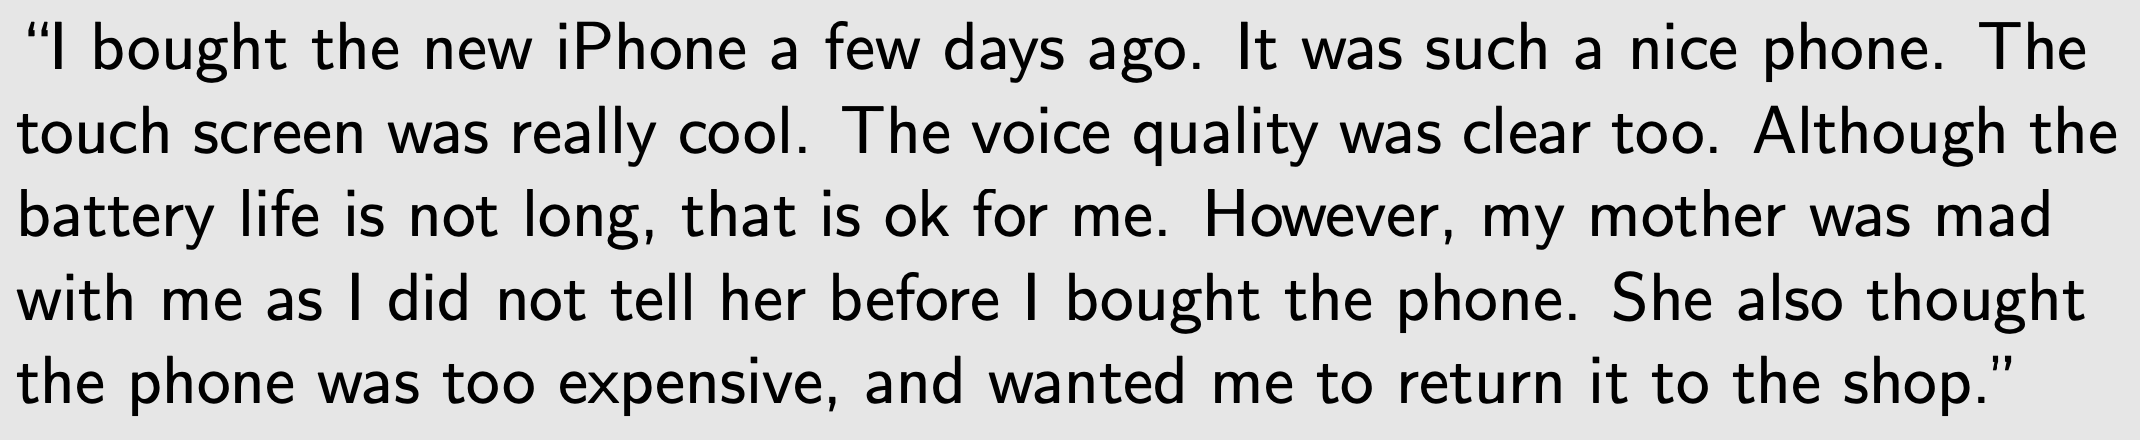 “I bought the new iPhone a few days ago. It was such a nice phone. The
touch screen was really cool. The voice quality was clear too. Although the
battery life is not long, that is ok for me. However, my mother was mad
with me as I did not tell her before I bought the phone. She also thought
the phone was too expensive, and wanted me to return it to the shop.”